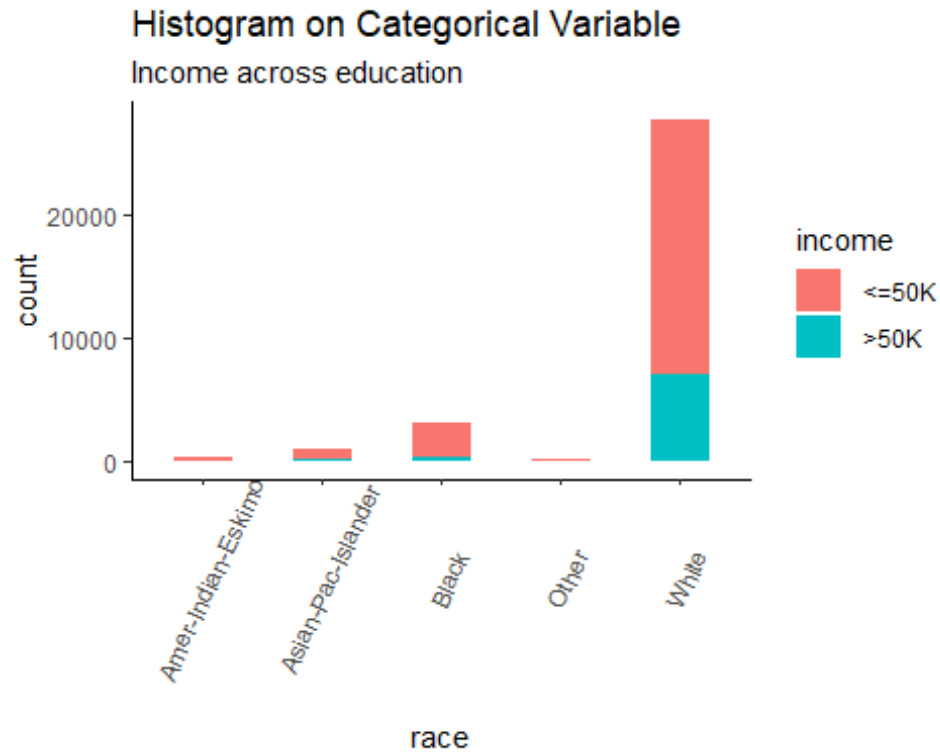 Histogram on Categorical Variable
Income across education
count
20000
10000
0
Amer-Indian-Eskimo
Asian-Pac-Islander
Black
Other
White
race
income
<=50K
>50K